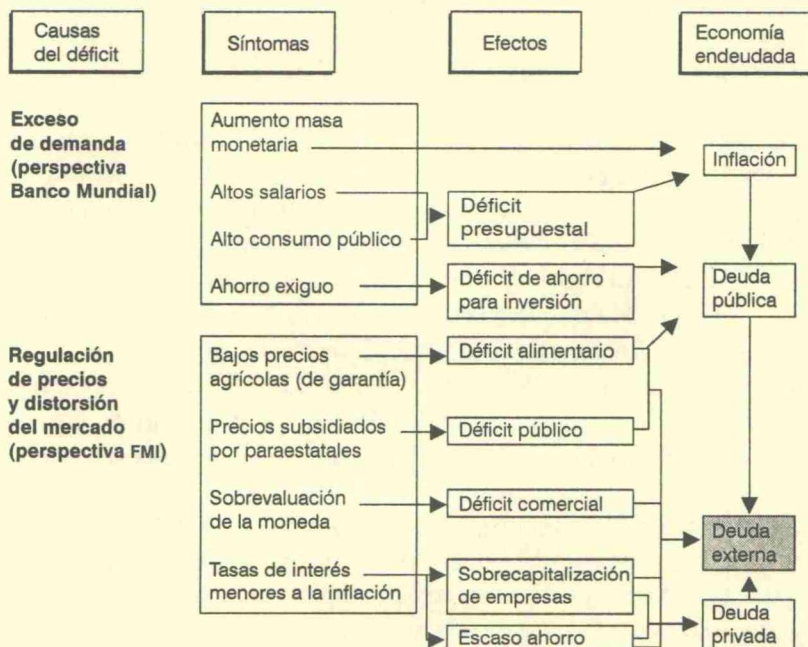 Causas
del déficit
Síntomas
Efectos
Economía
endeudada
Exceso
de demanda
(perspectiva
Banco Mundial)
Aumento masa
monetaria
Altos salarios
Alto consumo público
Ahorro exiguo
Déficit
presupuestal
Déficit de ahorro
para inversión
Inflación
Deuda
pública
Regulación
de precios
y distorsión
del mercado
(perspectiva FMI)
Bajos precios
agrícolas (de garantía)
Precios subsidiados
por paraestatales
Sobrevaluación
de la moneda
Tasas de interés
menores a la inflación
Déficit alimentario
Déficit público
Déficit comercial
Sobrecapitalización
de empresas
Escaso ahorro
Deuda
externa
Deuda
privada